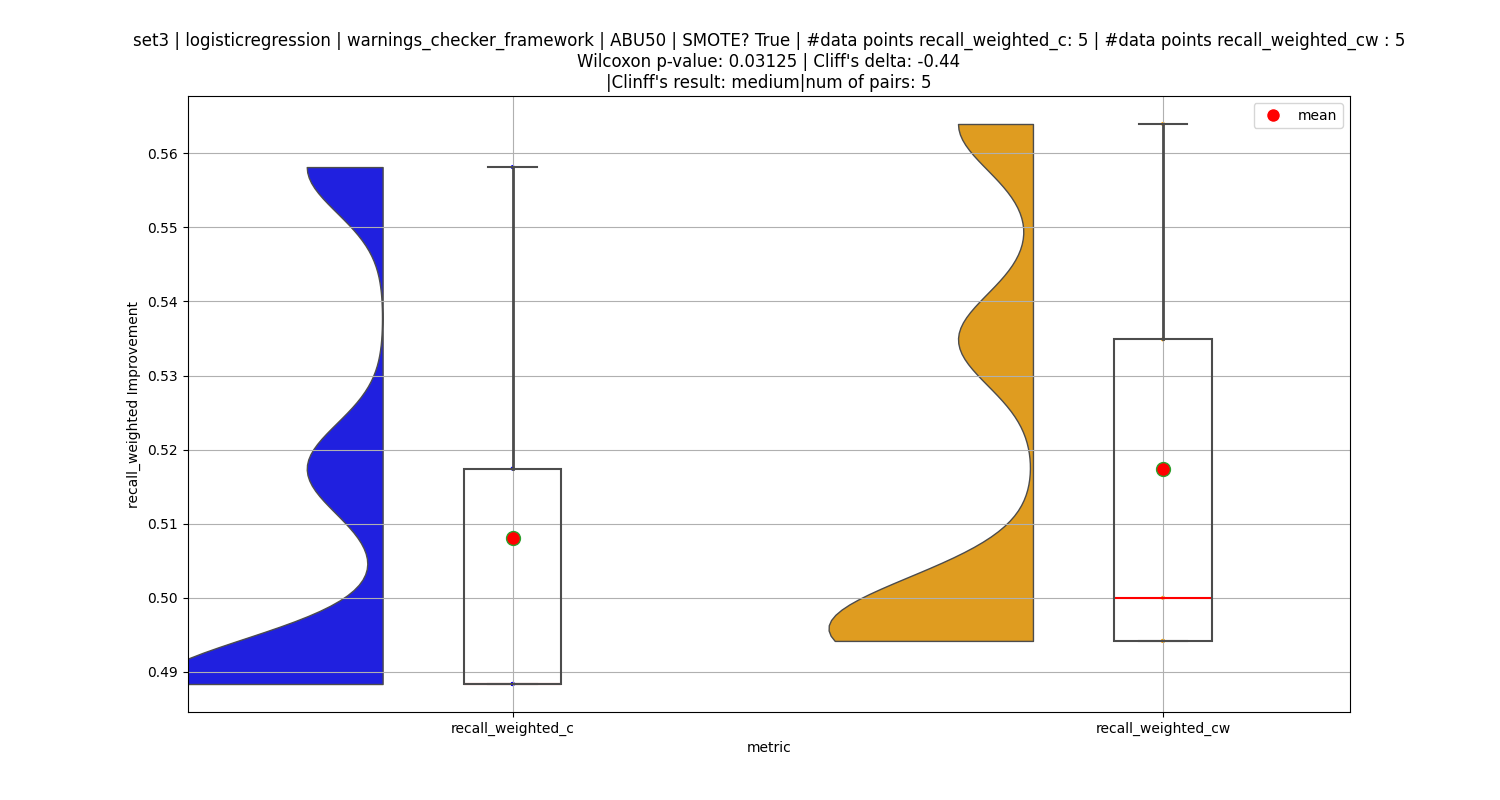 set3 | logisticregression | warnings_checker_framework | ABU50 | SMOTE? True | #data points recall_weighted_c: 5 | #data points recall_weighted_cw : 5
Wilcoxon p-value: 0.03125 | Cliff's delta: -0.44
|Clinff's result: medium|num of pairs: 5
mean
0.56
0.55
0.54
0.53
0.52
0.51
0.50
0.49
recall_weighted Improvement
recall_weighted_c
recall_weighted_cw
metric